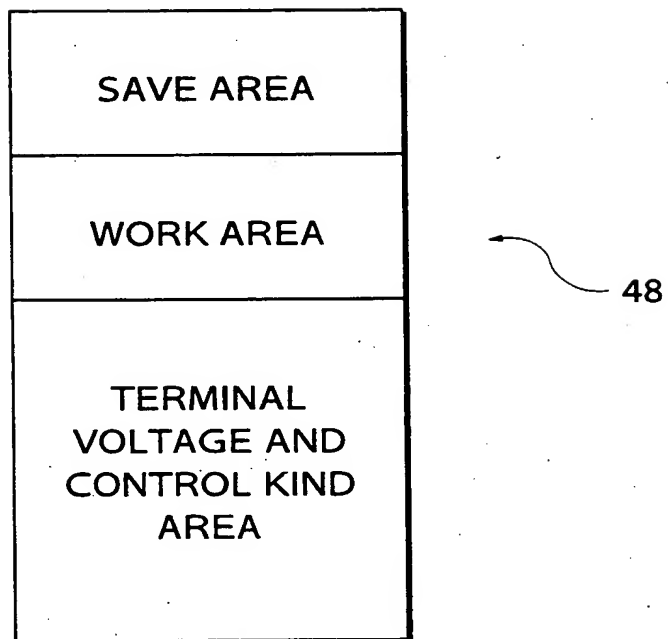 SAVE AREA
WORK AREA
48
TERMINAL
VOLTAGE AND
CONTROL KIND
AREA